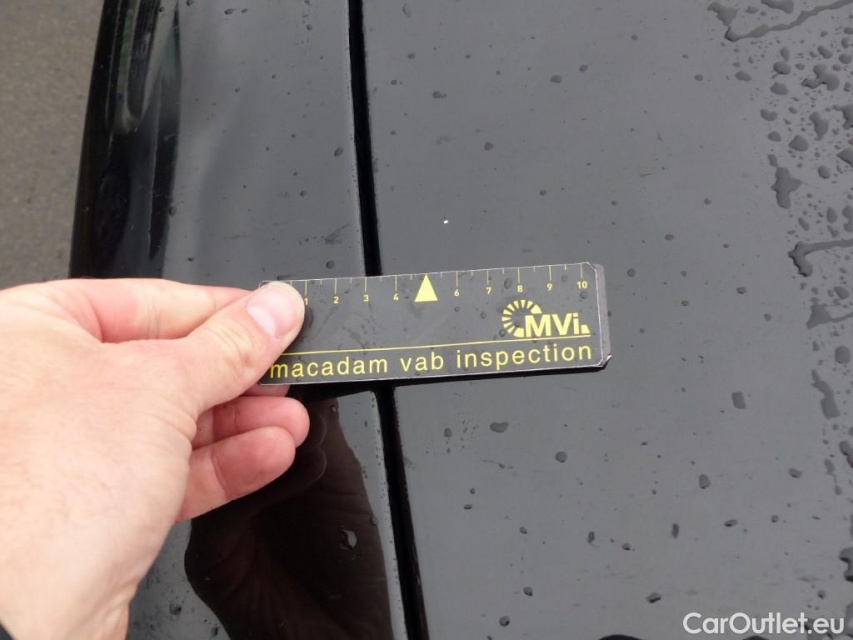 1 2 3 4 6 7 8 9 10
MVi.
macadam vab inspection
CarOutlet.eu